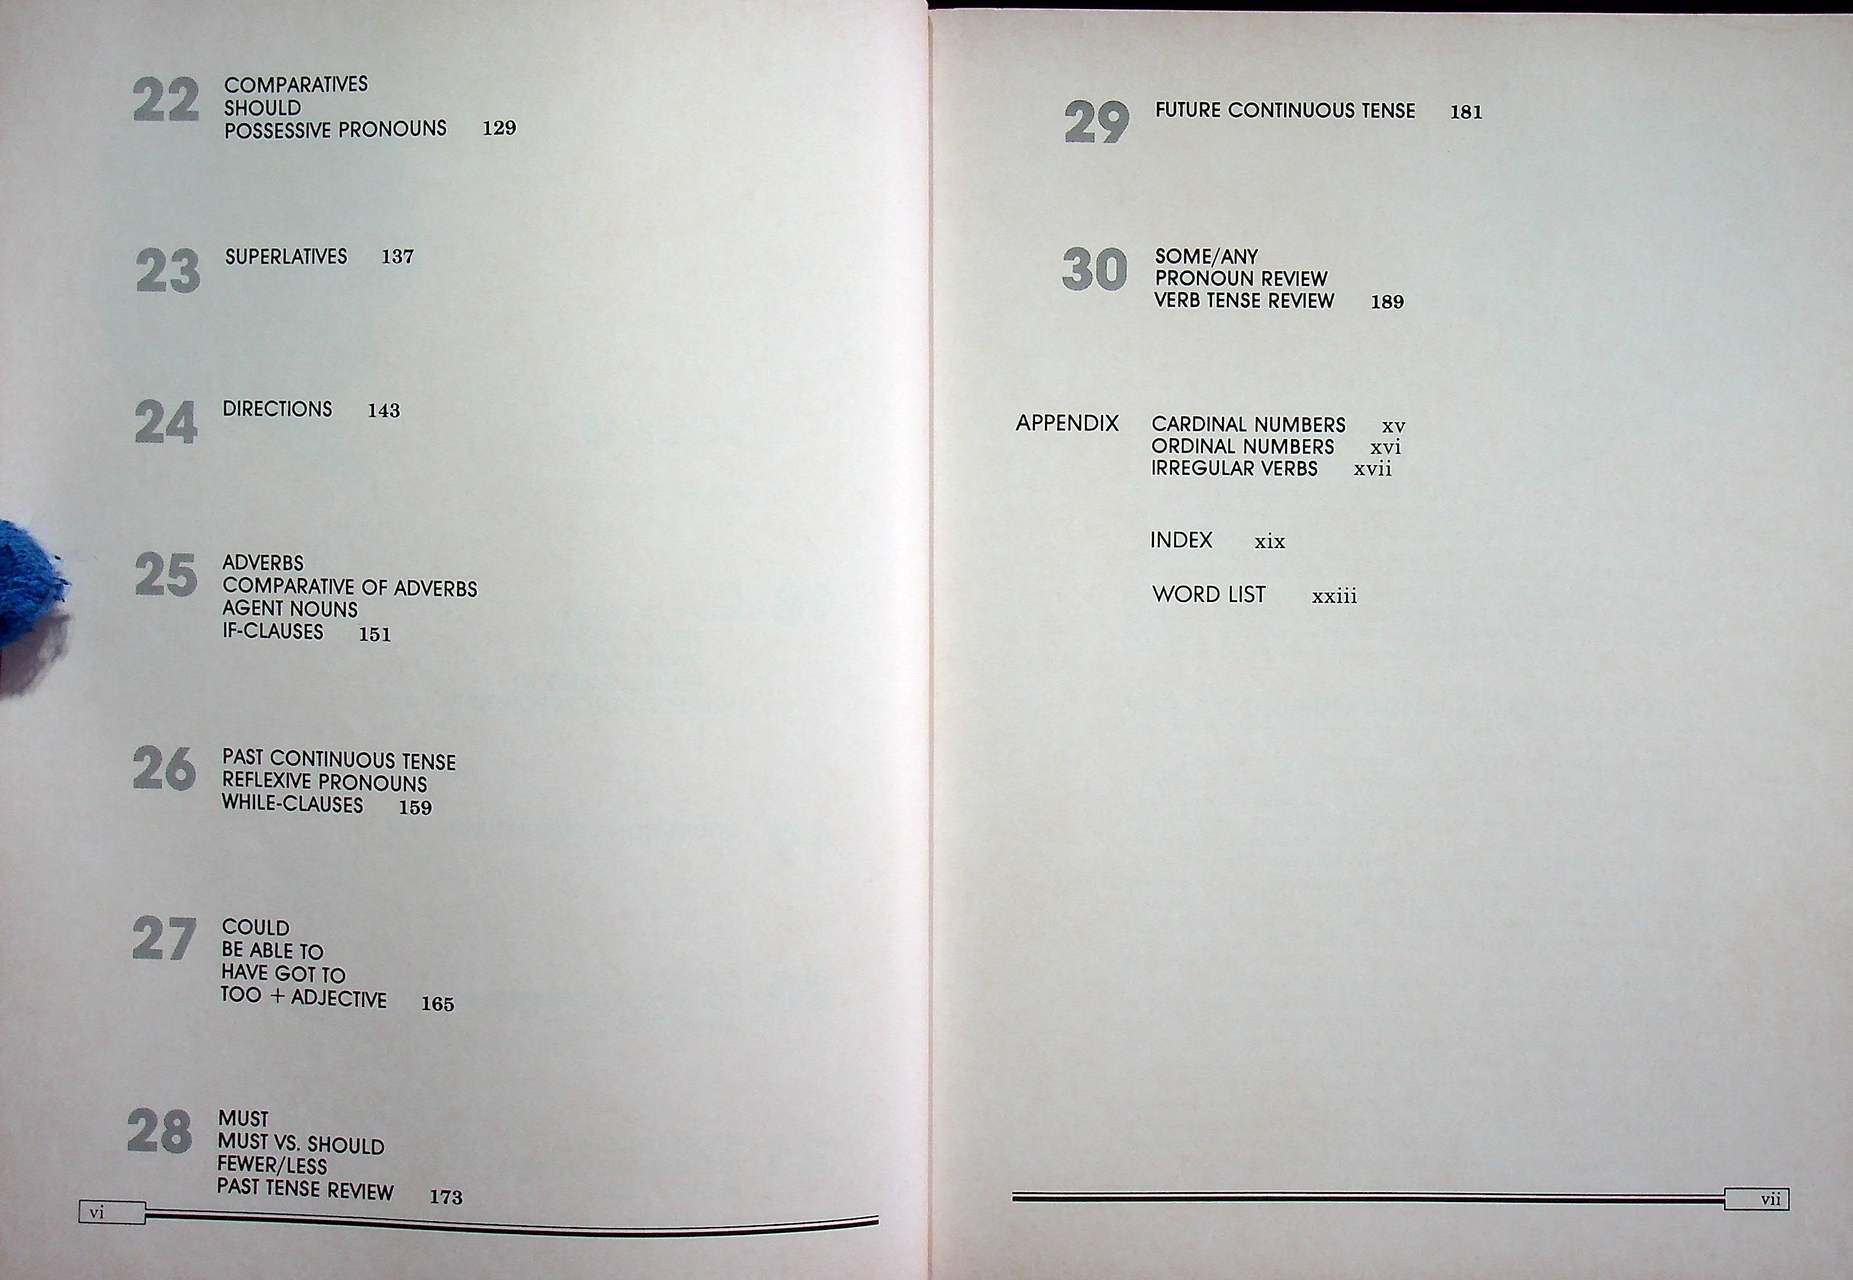 22 COMPARATIVES
SHOULD
POSSESSIVE PRONOUNS 129
23 SUPERLATIVES 137
24 DIRECTIONS 143
25 ADVERBS
COMPARATIVE OF ADVERBS
AGENT NOUNS
IF-CLAUSES 151
26 PAST CONTINUOUS TENSE
REFLEXIVE PRONOUNS
WHILE-CLAUSES 159
27 COULD
BE ABLE TO
HAVE GOT TO
TOO + ADJECTIVE 165
28 MUST
MUST VS. SHOULD
FEWER/LESS
PAST TENSE REVIEW 173
vi
29 FUTURE CONTINUOUS TENSE 181
30 SOME/ANY
PRONOUN REVIEW
VERB TENSE REVIEW 189
APPENDIX CARDINAL NUMBERS xv
ORDINAL NUMBERS xvi
IRREGULAR VERBS xvii
INDEX xix
WORD LIST xxiii
vii